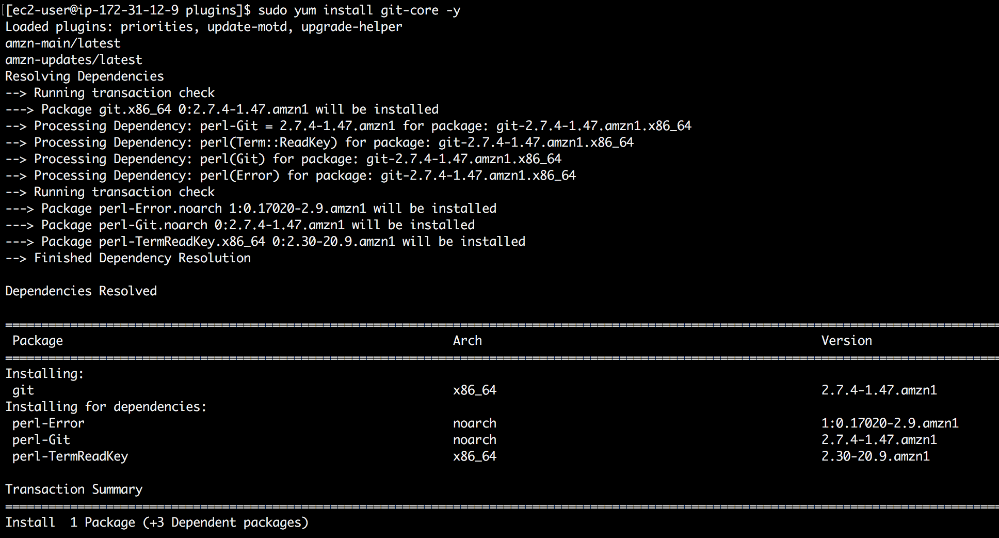 [[ec2-user@ip-172-31-12-9 plugins]$ sudo yum install git-core -y
Loaded plugins: priorities, update-motd, upgrade-helper
amzn-main/latest
amzn-updates/latest
Resolving Dependencies
--> Running transaction check
---> Package git.x86_64 0:2.7.4-1.47.amzn1 will be installed
--> Processing Dependency: perl-Git = 2.7.4-1.47.amzn1 for package: git-2.7.4-1.47.amzn1.x86_64
--> Processing Dependency: perl(Term::ReadKey) for package: git-2.7.4-1.47.amzn1.x86_64
--> Processing Dependency: perl(Git) for package: git-2.7.4-1.47.amzn1.x86_64
--> Processing Dependency: perl(Error) for package: git-2.7.4-1.47.amzn1.x86_64
--> Running transaction check
---> Package perl-Error.noarch 1:0.17020-2.9.amzn1 will be installed
---> Package perl-Git.noarch 0:2.7.4-1.47.amzn1 will be installed
---> Package perl-TermReadKey.x86_64 0:2.30-20.9.amzn1 will be installed
--> Finished Dependency Resolution
Dependencies Resolved
Package Arch Version
Installing:
git x86_64 2.7.4-1.47.amzn1
Installing for dependencies:
perl-Error noarch 1:0.17020-2.9.amzn1
perl-Git noarch 2.7.4-1.47.amzn1
perl-TermReadKey x86_64 2.30-20.9.amzn1
Transaction Summary
Install 1 Package (+3 Dependent packages)